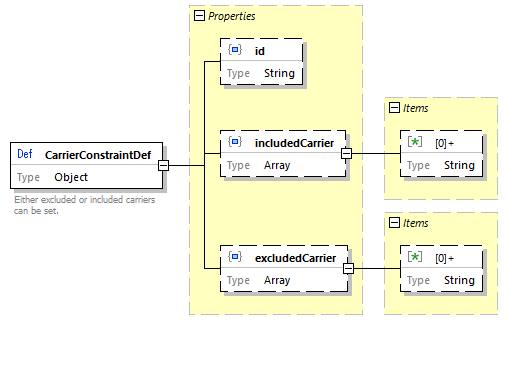 Properties
id
Type String
Items
includedCarrier
Type Array
[0]+
Type String
Def CarrierConstraintDef
Type Object
Either excluded or included carriers
can be set.
Items
excludedCarrier
Type Array
[0]+
Type String